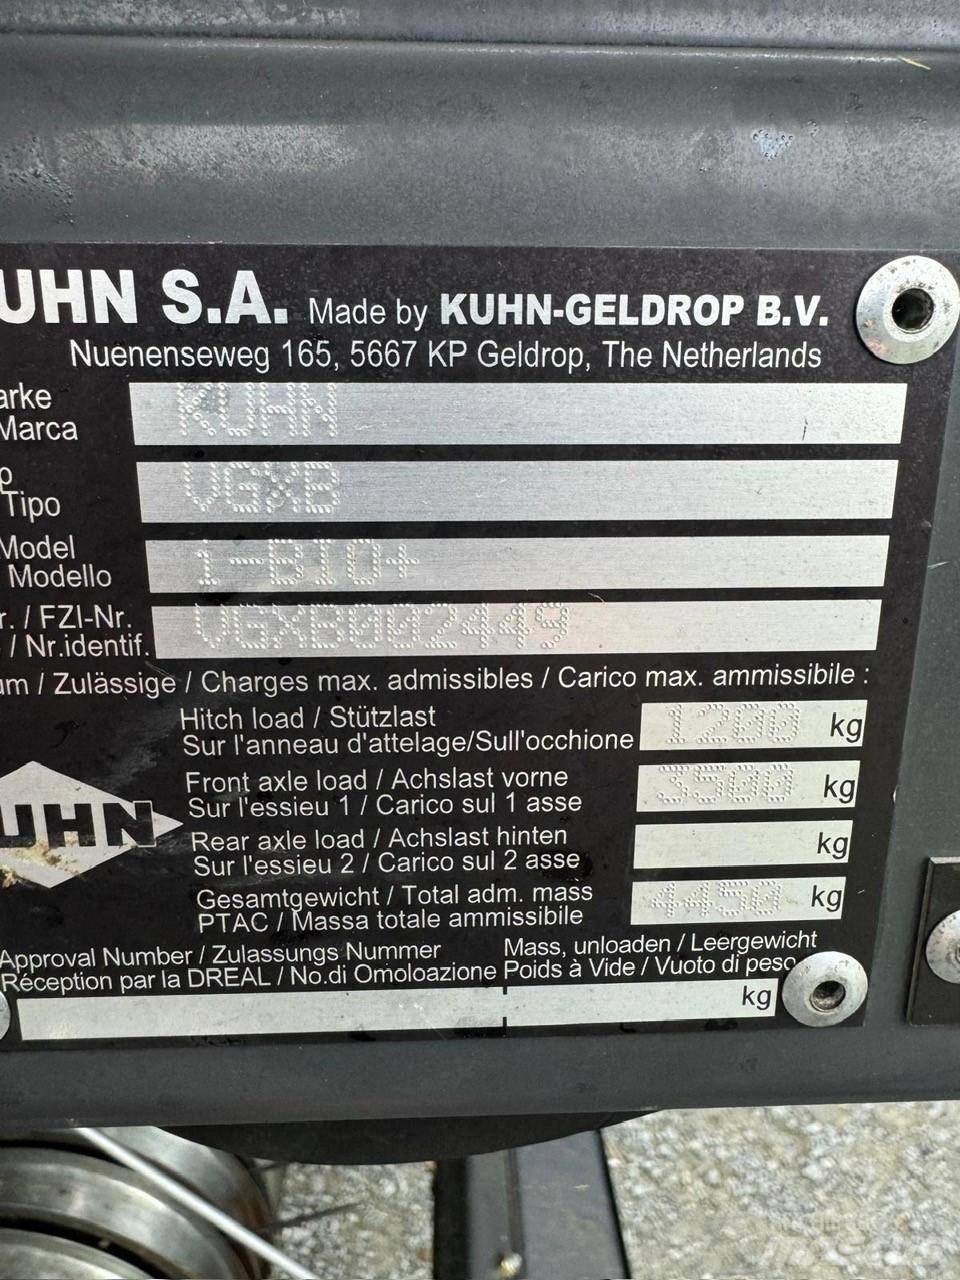 UHN S.A. Made by KUHN-GELDROP B.V.
Nuenenseweg 165, 5667 KP Geldrop, The Netherlands
arke
Marca
KUHN
p
Tipo
VGXB
Model
Modello
i-BIO+
r. / FZI-Nr.
/ Nr.identif.
VGXB002449
um / Zulässige / Charges max. admissibles / Carico max. ammissibile :
Hitch load / Stützlast
Sur l'anneau d'attelage/Sull'occhione
1200 kg
Front axle load / Achslast vorne
Sur l'essieu 1 / Carico sul 1 asse
3500 kg
UHN
Rear axle load / Achslast hinten
Sur l'essieu 2 / Carico sul 2 asse
kg
Gesamtgewicht / Total adm. mass
PTAC / Massa totale ammissibile
4450 kg
Approval Number / Zulassungs Nummer
Réception par la DREAL / No.di Omoloazione
Mass, unloaden / Leergewicht
Poids à Vide / Vuoto di peso
kg